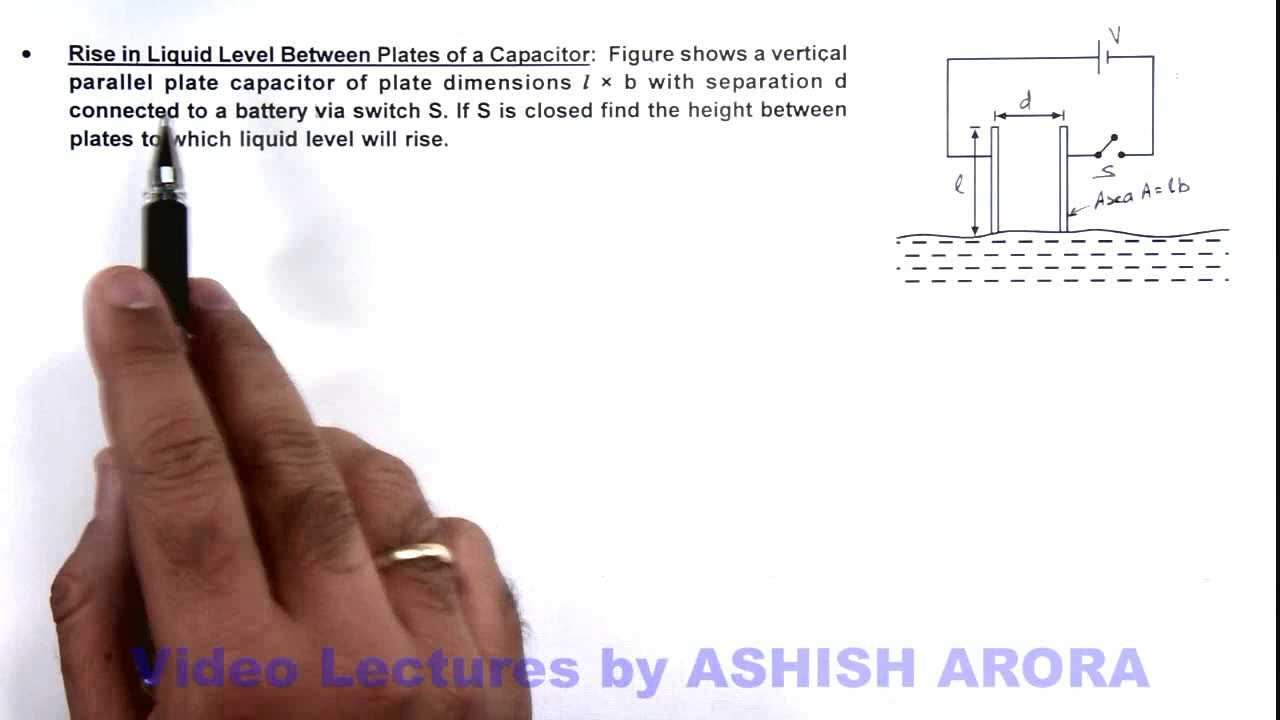 • Rise in Liquid Level Between Plates of a Capacitor: Figure shows a vertical
parallel plate capacitor of plate dimensions l × b with separation d
connected to a battery via switch S. If S is closed find the height between
plates to which liquid level will rise.
V
d
S
l
Area A = lb
Video Lectures by ASHISH ARORA